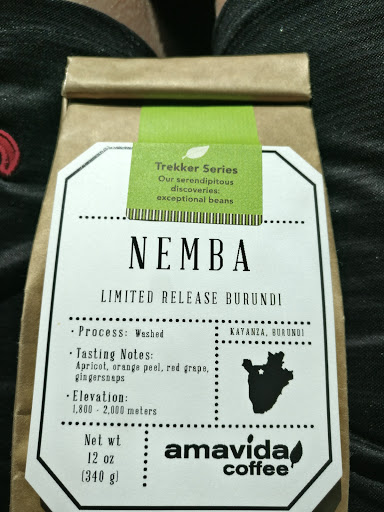 Trekker Series
Our serendipitous
discoveries:
exceptional beans
NEMBA
LIMITED RELEASE BURUNDI
• Process: Washed
• Tasting Notes:
Apricot, orange peel, red grape,
gingersnaps
• Elevation:
1,800 - 2,000 meters
KAYANZA, BURUNDI
Net wt
12 oz
(340 g)
amavida
coffee